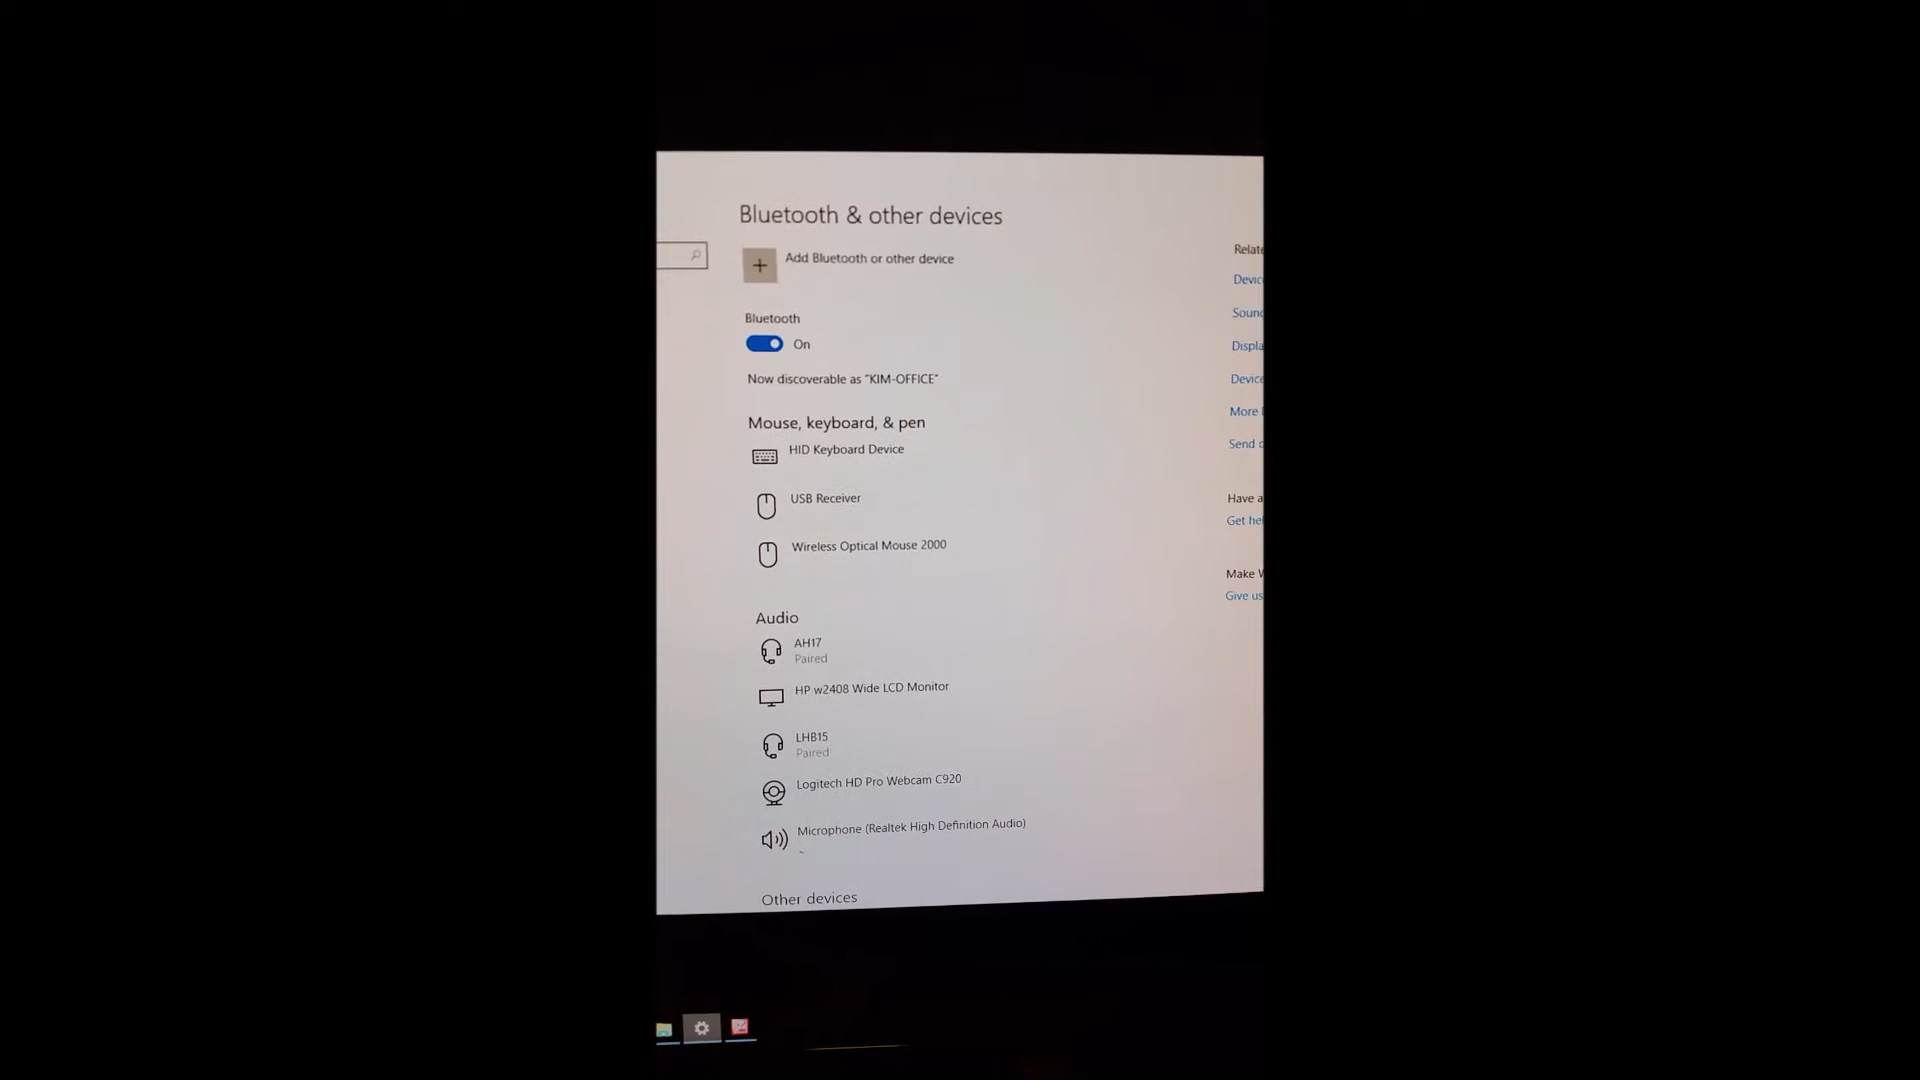 Bluetooth & other devices
Add Bluetooth or other device
Bluetooth
On
Now discoverable as "KIM-OFFICE"
Mouse, keyboard, & pen
HID Keyboard Device
USB Receiver
Wireless Optical Mouse 2000
Audio
AH17
Paired
HP w2408 Wide LCD Monitor
LHB15
Paired
Logitech HD Pro Webcam C920
Microphone (Realtek High Definition Audio)
Other devices
Relate
Devic
Sound
Displa
Device
More
Send
Have a
Get he
Make
Give us